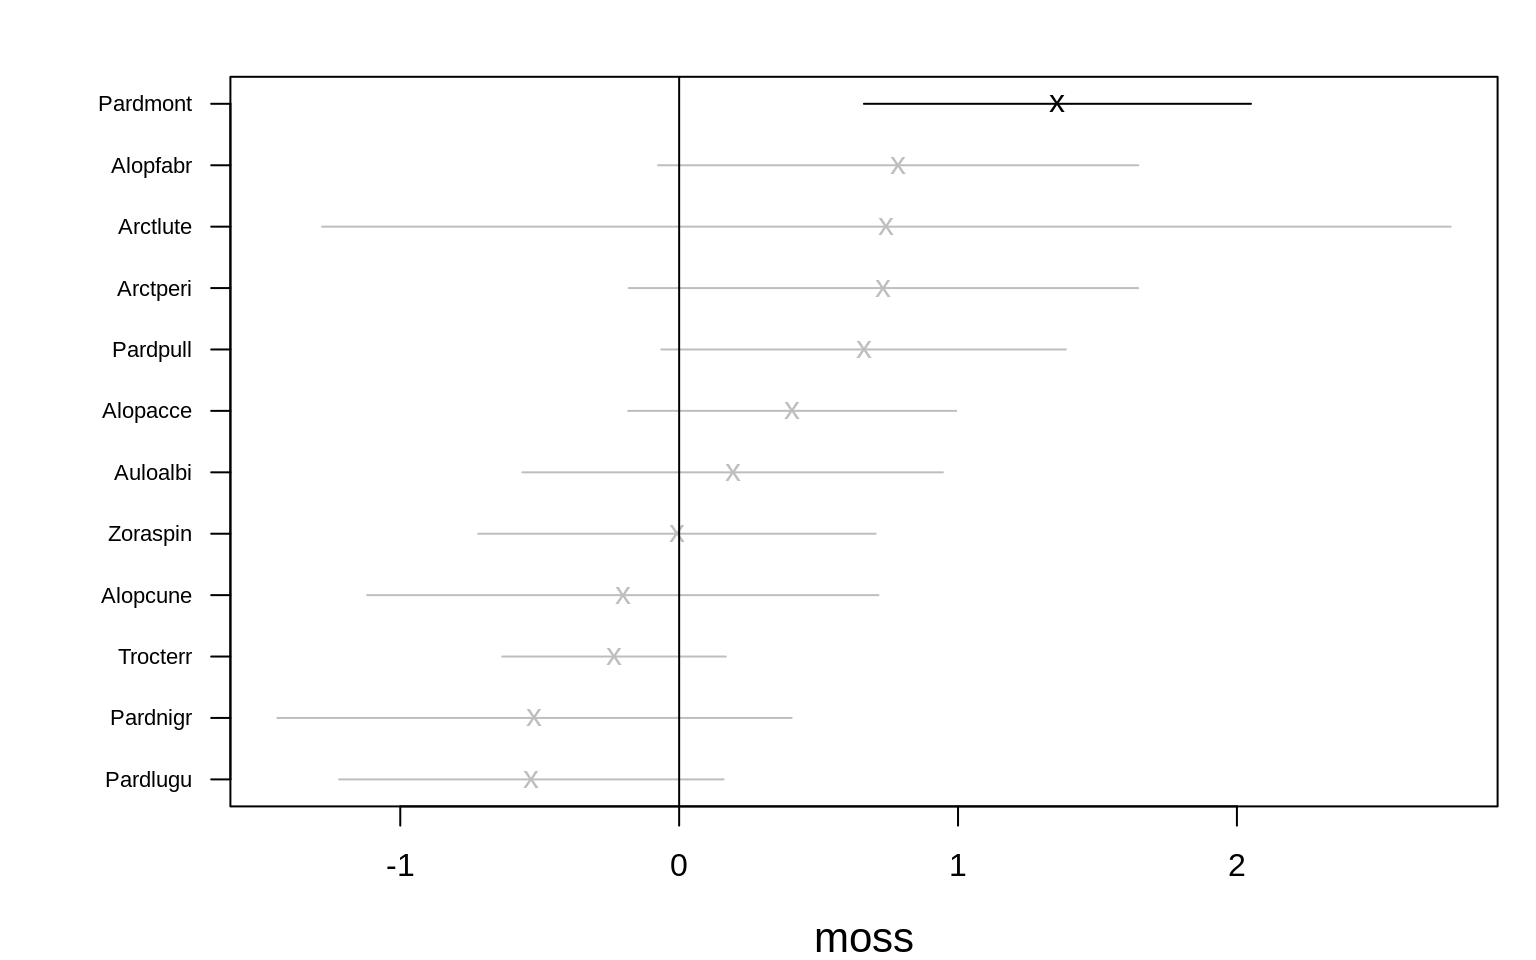 Pardmont
Alopfabr
Arctlute
Arctperi
Pardpull
Alopacce
Auloalbi
Zoraspin
Alopcune
Trocterr
Pardnigr
Pardlugu
-1 0 1 2
moss